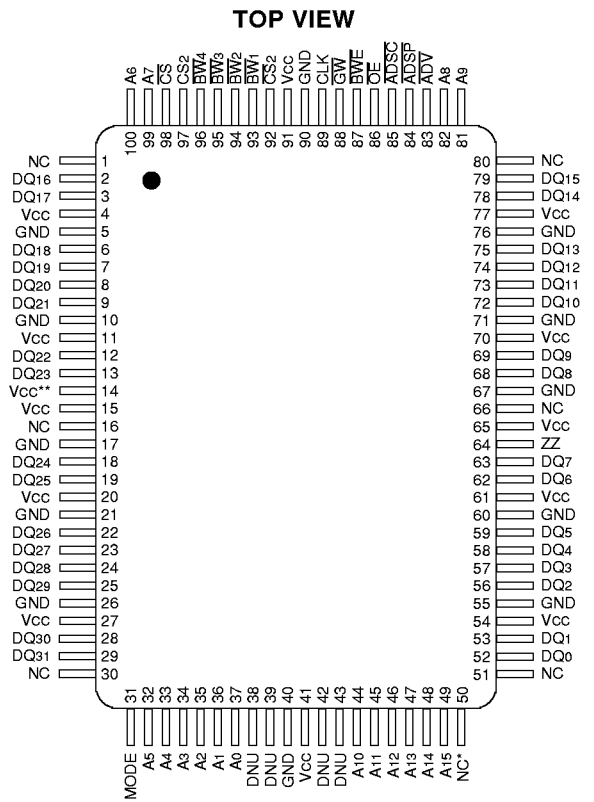 TOP VIEW
A6 A7 CS CS2 BW4 BW3 BW2 BW1 CS2 VCC GND CLK GW BWE OE ADSC ADSP ADV A8 A9
100 99 98 97 96 95 94 93 92 91 90 89 88 87 86 85 84 83 82 81
NC 1 80 NC
DQ16 2 79 DQ15
DQ17 3 78 DQ14
VCC 4 77 VCC
GND 5 76 GND
DQ18 6 75 DQ13
DQ19 7 74 DQ12
DQ20 8 73 DQ11
DQ21 9 72 DQ10
GND 10 71 GND
VCC 11 70 VCC
DQ22 12 69 DQ9
DQ23 13 68 DQ8
VCC** 14 67 GND
VCC 15 66 NC
NC 16 65 VCC
GND 17 64 ZZ
DQ24 18 63 DQ7
DQ25 19 62 DQ6
VCC 20 61 VCC
GND 21 60 GND
DQ26 22 59 DQ5
DQ27 23 58 DQ4
DQ28 24 57 DQ3
DQ29 25 56 DQ2
GND 26 55 GND
VCC 27 54 VCC
DQ30 28 53 DQ1
DQ31 29 52 DQ0
NC 30 51 NC
31 32 33 34 35 36 37 38 39 40 41 42 43 44 45 46 47 48 49 50
MODE A5 A4 A3 A2 A1 A0 DNU DNU GND VCC DNU DNU A10 A11 A12 A13 A14 A15 NC*